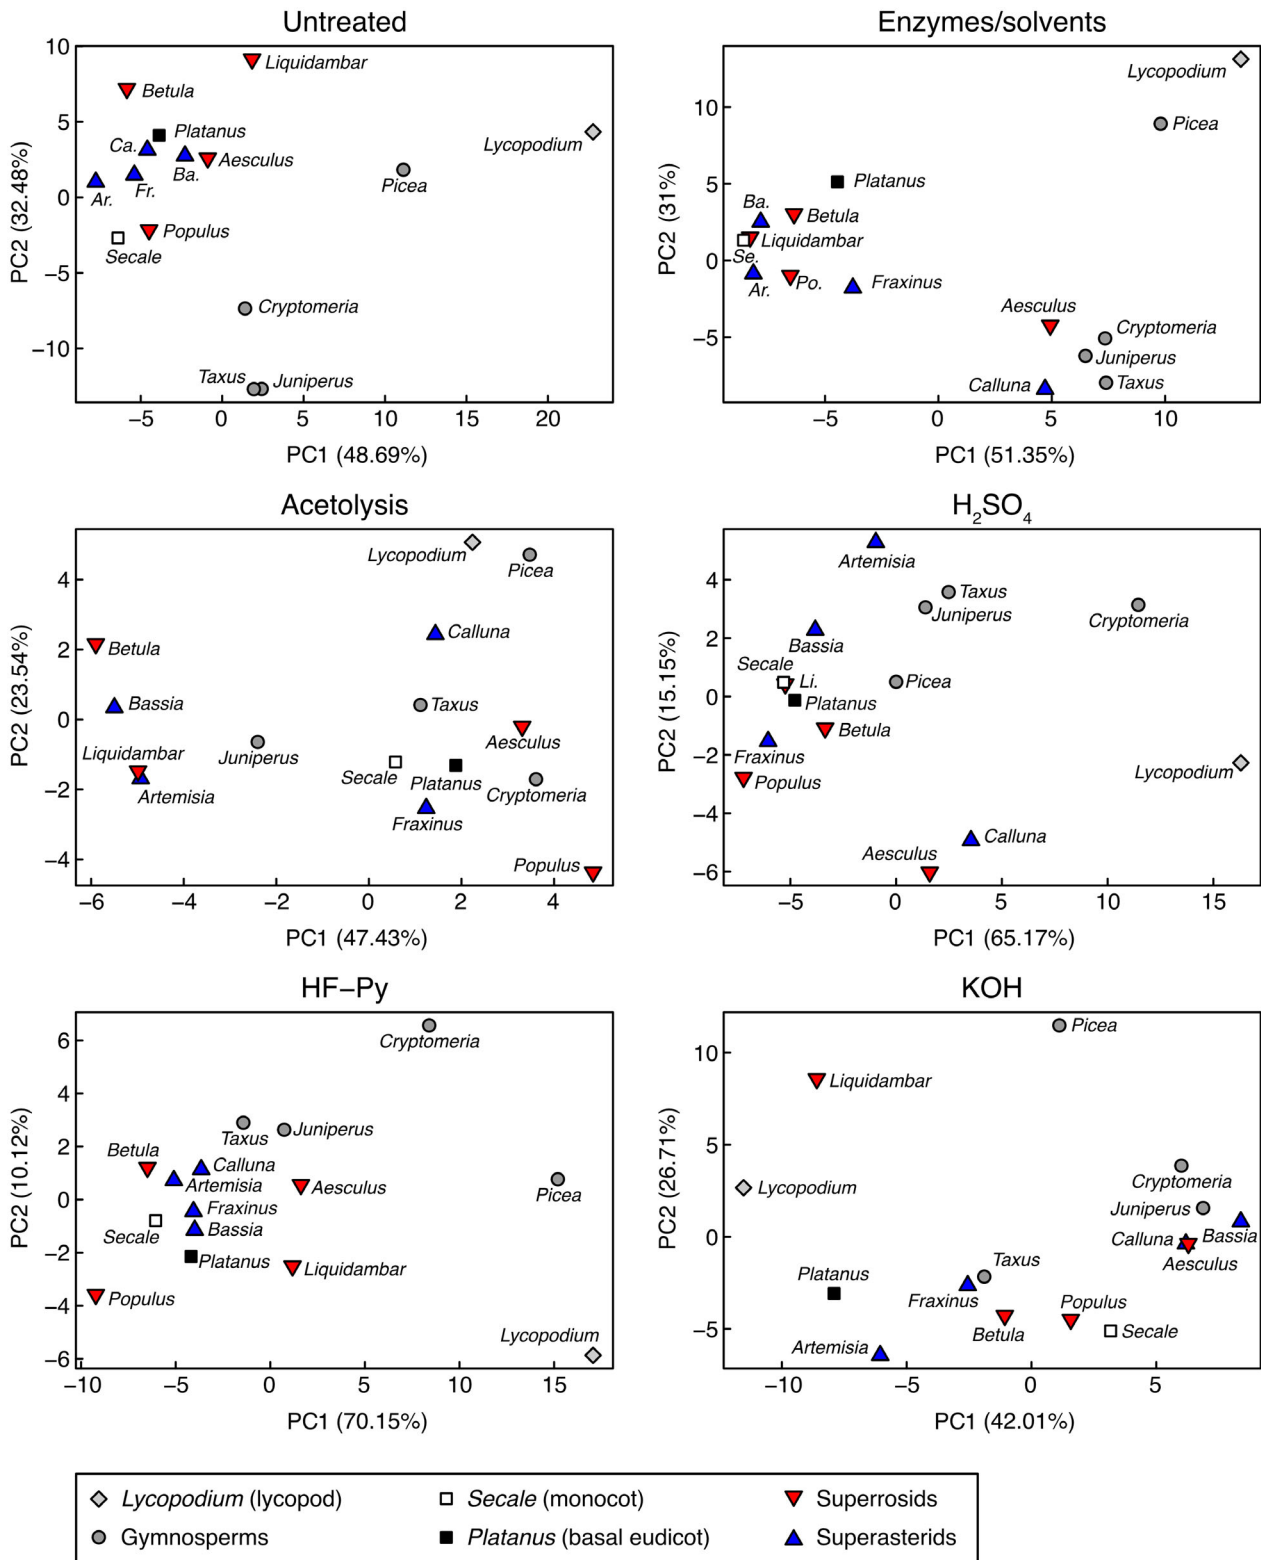 Untreated
Enzymes/solvents
10
5
0
−5
−10
PC2 (32.48%)
Liquidambar
Betula
Platanus
Ca.
Ba.
Aesculus
Ar.
Fr.
Lycopodium
Picea
Populus
Secale
Cryptomeria
Taxus
Juniperus
−5
0
5
10
15
20
PC1 (48.69%)
10
5
0
−5
PC2 (31%)
Lycopodium
Picea
Platanus
Ba.
Betula
Liquidambar
Se.
Ar.
Po.
Fraxinus
Aesculus
Cryptomeria
Juniperus
Calluna
Taxus
−5
0
5
10
PC1 (51.35%)
Acetolysis
H2SO4
4
2
0
−2
−4
PC2 (23.54%)
Lycopodium
Picea
Calluna
Betula
Bassia
Taxus
Aesculus
Liquidambar
Juniperus
Secale
Platanus
Artemisia
Cryptomeria
Fraxinus
Populus
−6
−4
−2
0
2
4
PC1 (47.43%)
4
2
0
−2
−4
−6
PC2 (15.15%)
Artemisia
Taxus
Juniperus
Cryptomeria
Bassia
Secale
Li.
Picea
Platanus
Betula
Fraxinus
Populus
Lycopodium
Calluna
Aesculus
−5
0
5
10
15
PC1 (65.17%)
HF−Py
KOH
6
4
2
0
−2
−4
−6
PC2 (10.12%)
Cryptomeria
Taxus
Juniperus
Betula
Calluna
Artemisia
Aesculus
Picea
Fraxinus
Secale
Bassia
Platanus
Liquidambar
Populus
Lycopodium
−10
−5
0
5
10
15
PC1 (70.15%)
10
5
0
−5
PC2 (26.71%)
Picea
Liquidambar
Lycopodium
Cryptomeria
Juniperus
Calluna
Bassia
Aesculus
Taxus
Platanus
Fraxinus
Populus
Betula
Secale
Artemisia
−10
−5
0
5
PC1 (42.01%)
Lycopodium (lycopod)
Secale (monocot)
Superrosids
Gymnosperms
Platanus (basal eudicot)
Superasterids